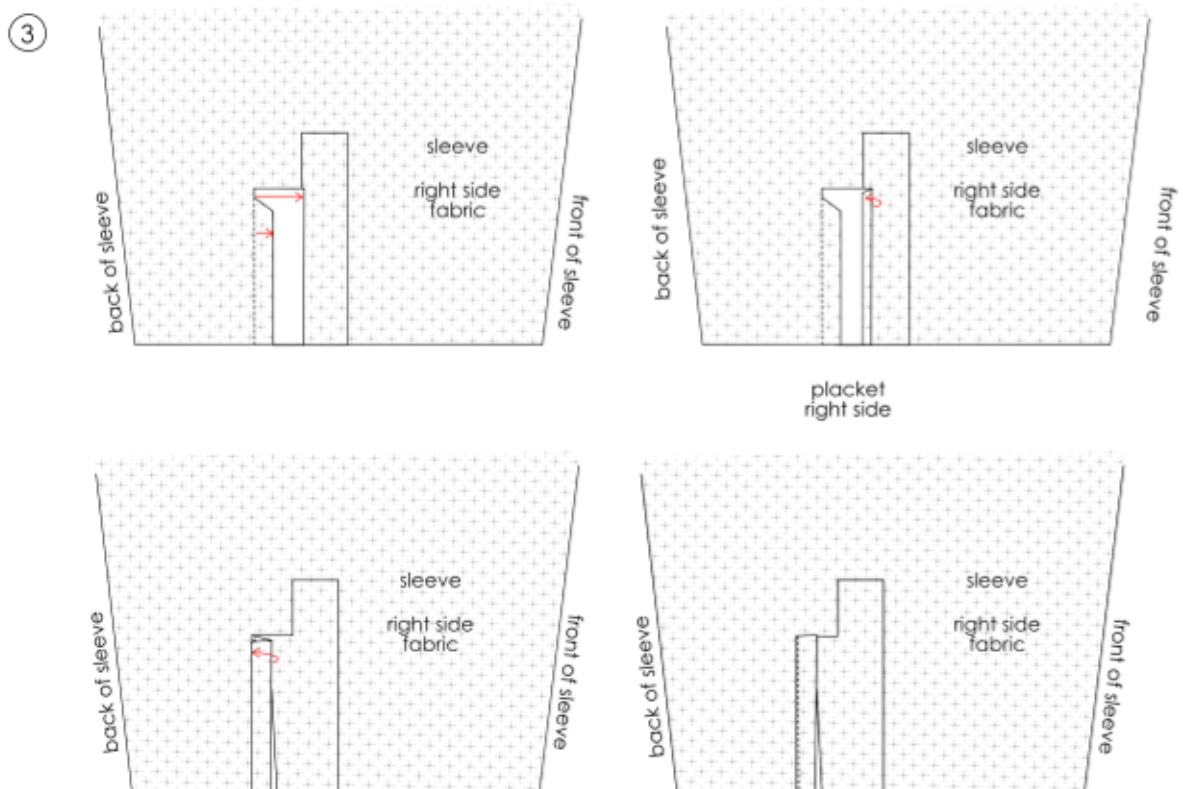 3
sleeve
right side
fabric
back of sleeve
front of sleeve
sleeve
right side
fabric
back of sleeve
front of sleeve
placket
right side
sleeve
right side
fabric
back of sleeve
front of sleeve
sleeve
right side
fabric
back of sleeve
front of sleeve